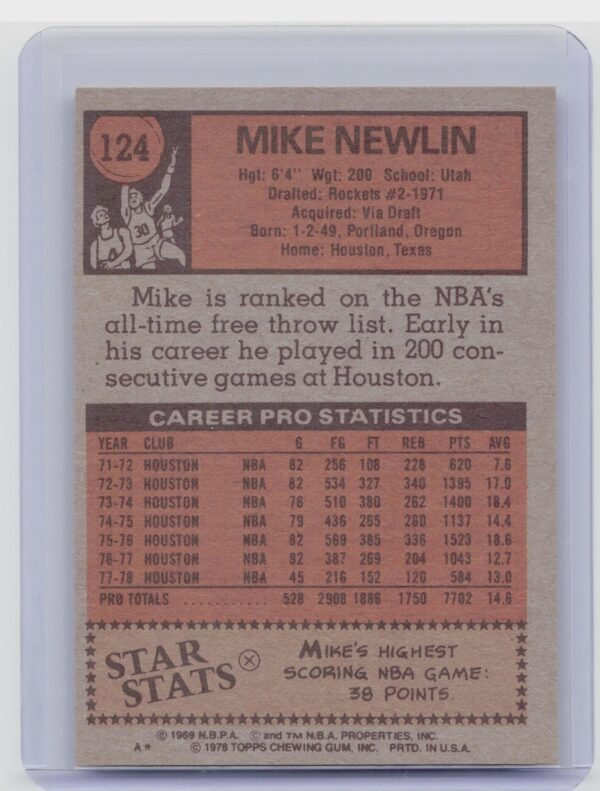 124
MIKE NEWLIN
Hgt: 6'4" Wgt: 200 School: Utah
Drafted: Rockets #2-1971
Acquired: Via Draft
Born: 1-2-49, Portland, Oregon
Home: Houston, Texas
30
Mike is ranked on the NBA's
all-time free throw list. Early in
his career he played in 200 con-
secutive games at Houston.
CAREER PRO STATISTICS
YEAR CLUB G FG FT REB PTS AVG
71-72 HOUSTON NBA 82 256 108 228 620 7.6
72-73 HOUSTON NBA 82 534 327 340 1395 17.0
73-74 HOUSTON NBA 76 510 380 262 1400 18.4
74-75 HOUSTON NBA 79 436 265 260 1137 14.4
75-76 HOUSTON NBA 82 569 385 336 1523 18.6
76-77 HOUSTON NBA 82 387 269 204 1043 12.7
77-78 HOUSTON NBA 45 216 152 120 584 13.0
PRO TOTALS ........... 528 2908 1886 1750 7702 14.6
STAR
STATS
MIKE'S HIGHEST
SCORING NBA GAME:
38 POINTS.
© 1969 N.B.P.A. © and TM N.B.A. PROPERTIES, INC.
A* © 1978 TOPPS CHEWING GUM, INC. PRTD. IN U.S.A.